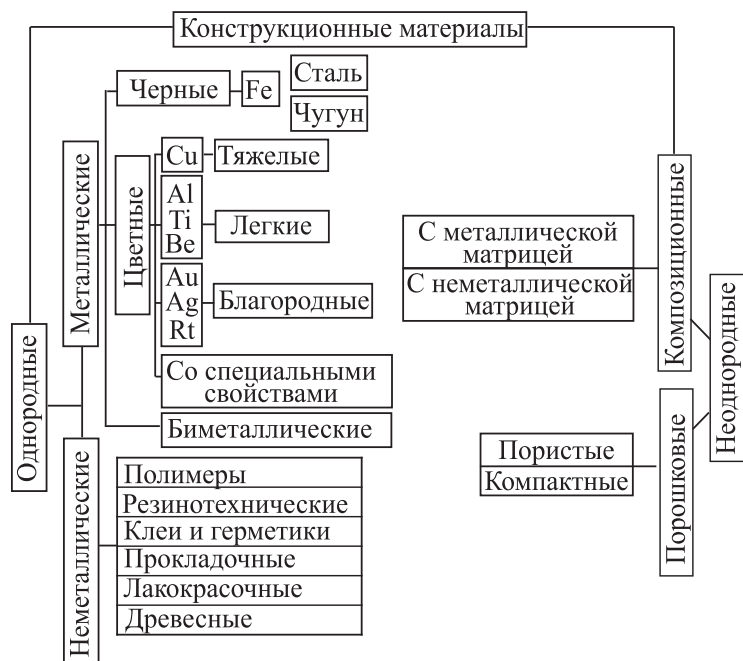 Конструкционные материалы
Однородные
Металлические
Черные
Fe
Сталь
Чугун
Цветные
Cu
Тяжелые
Al
Ti
Be
Легкие
Au
Ag
Rt
Благородные
Со специальными
свойствами
Биметаллические
Неметаллические
Полимеры
Резинотехнические
Клеи и герметики
Прокладочные
Лакокрасочные
Древесные
Неоднородные
Композиционные
С металлической
матрицей
С неметаллической
матрицей
Порошковые
Пористые
Компактные